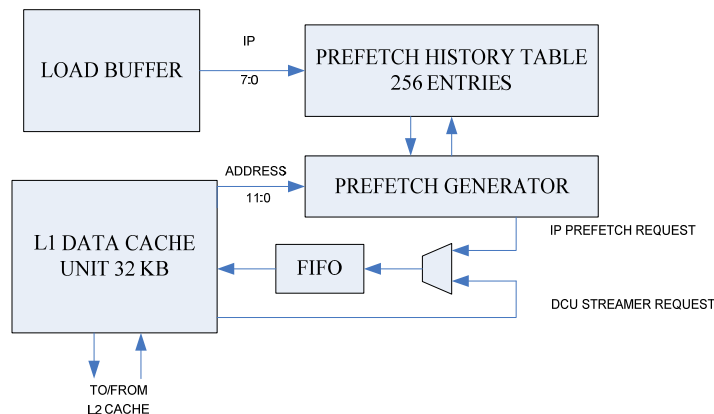 LOAD BUFFER
IP
7:0
PREFETCH HISTORY TABLE
256 ENTRIES
ADDRESS
11:0
PREFETCH GENERATOR
L1 DATA CACHE
UNIT 32 KB
FIFO
IP PREFETCH REQUEST
DCU STREAMER REQUEST
TO/FROM
L2 CACHE